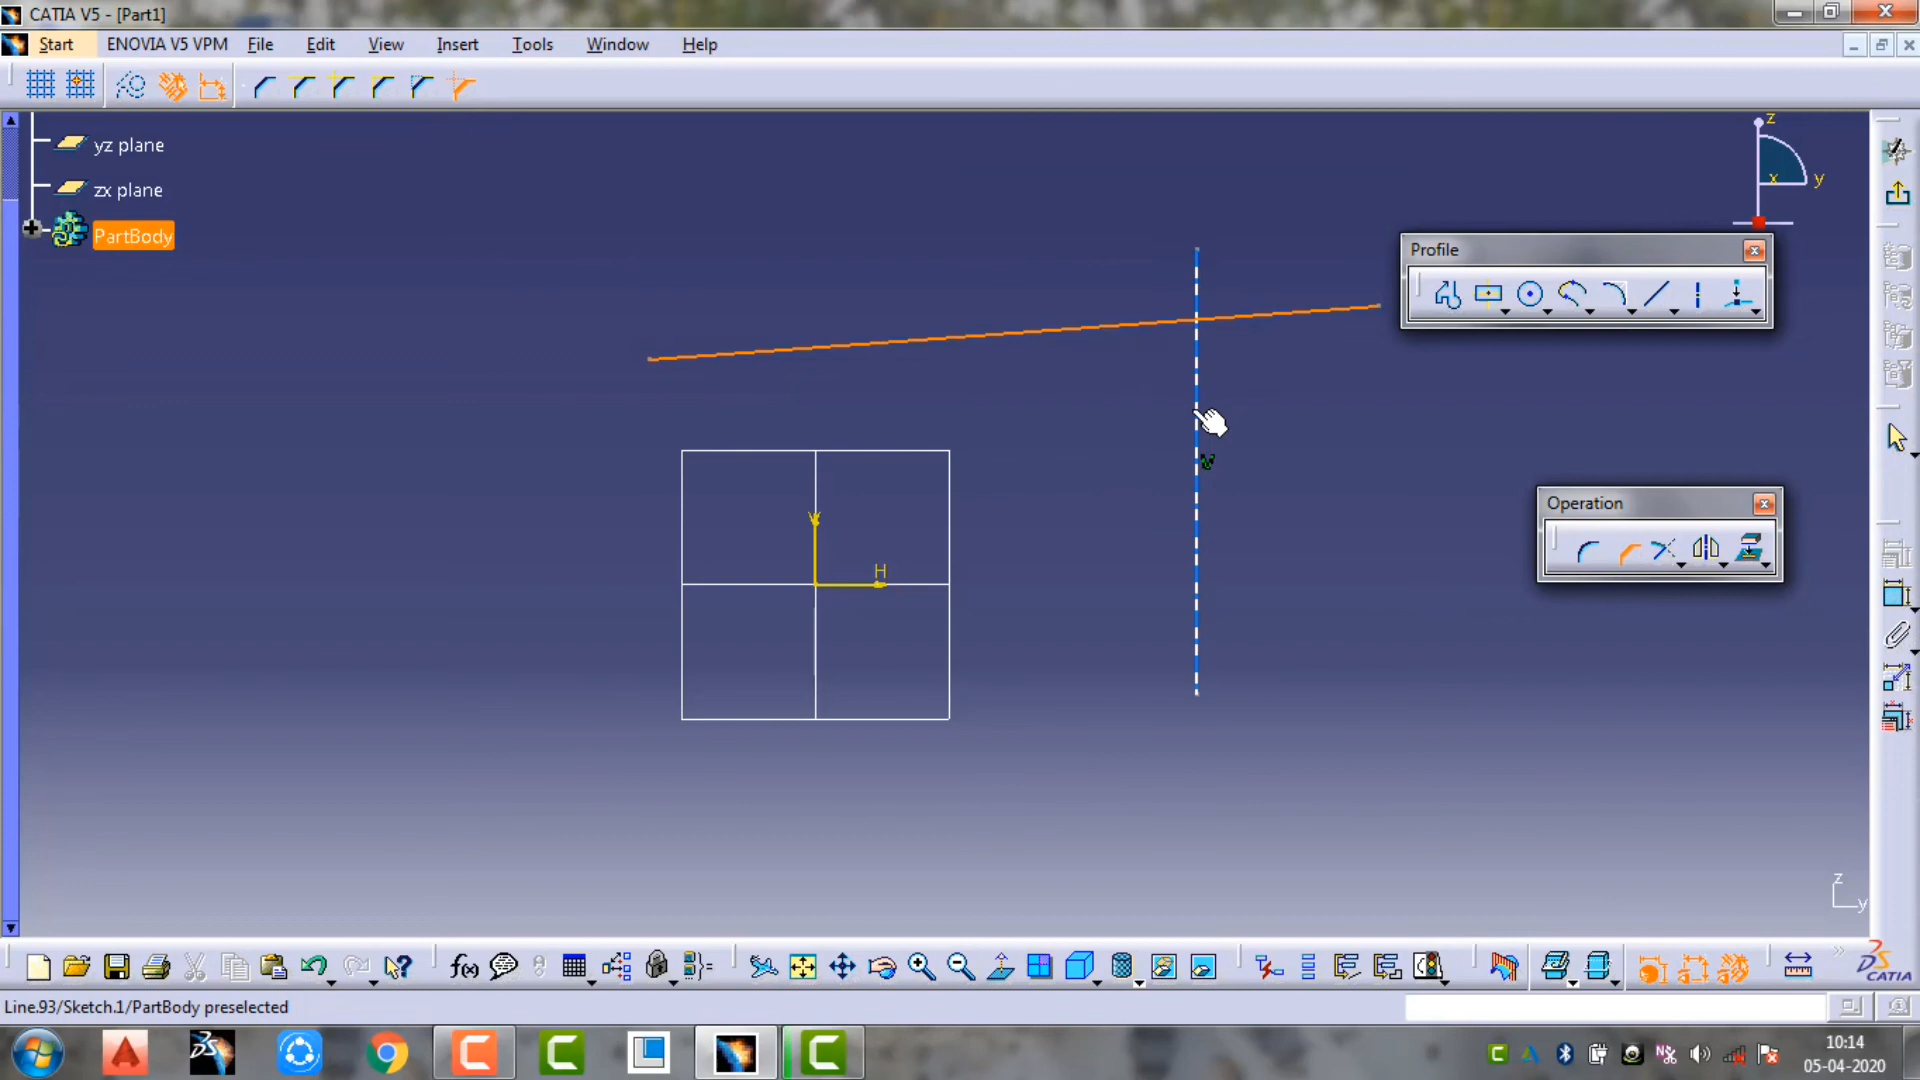 CATIA V5 - [Part1]
Start ENOVIA V5 VPM File Edit View Insert Tools Window Help
yz plane
zx plane
PartBody
z
x
y
Profile
V
V
H
Operation
z
y
f(x)
DS CATIA
Line.93/Sketch.1/PartBody preselected
10:14
05-04-2020